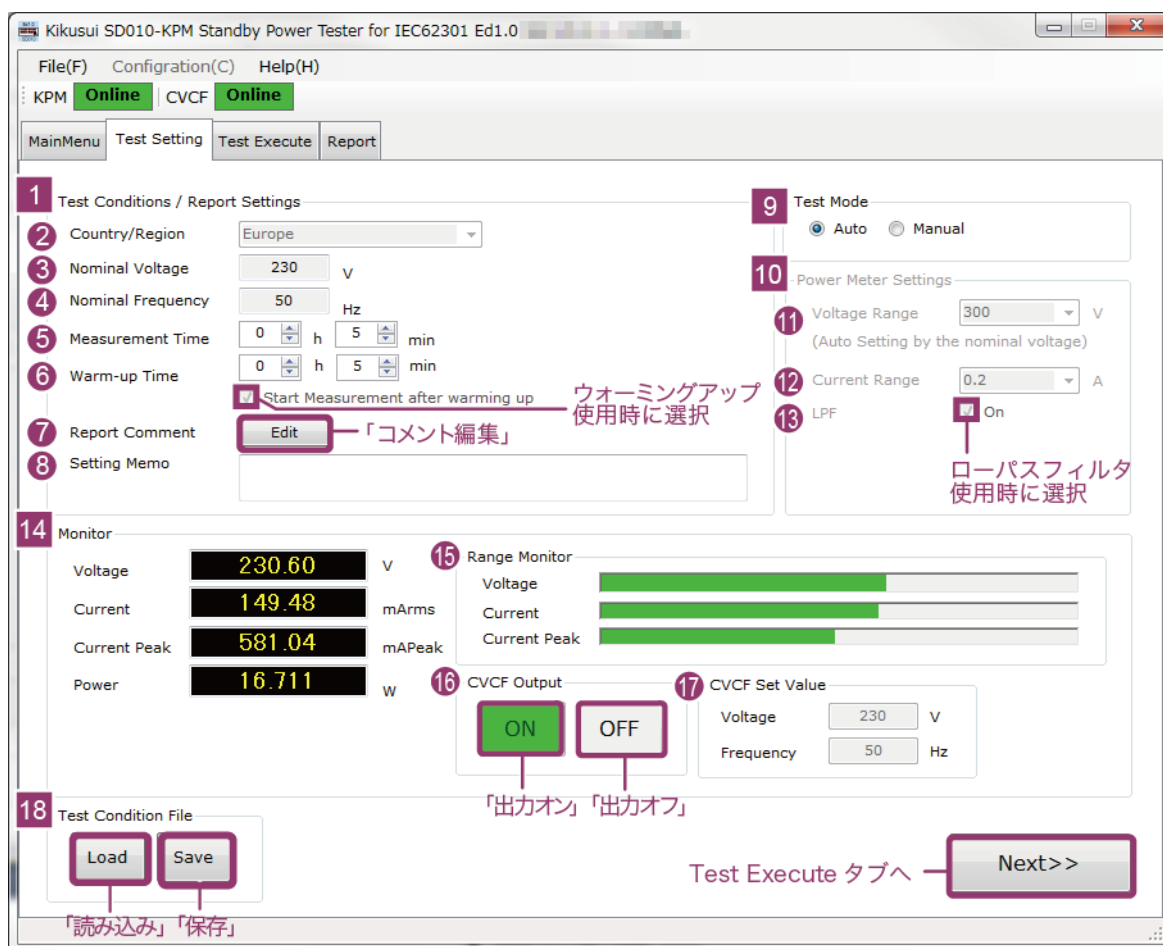 Kikusui SD010-KPM Standby Power Tester for IEC62301 Ed1.0
File(F) Configration(C) Help(H)
KPM Online CVCF Online
MainMenu Test Setting Test Execute Report
1 Test Conditions / Report Settings
2 Country/Region Europe
3 Nominal Voltage 230 V
4 Nominal Frequency 50 Hz
5 Measurement Time 0 h 5 min
6 Warm-up Time 0 h 5 min
Start Measurement after warming up
ウォーミングアップ
使用時に選択
7 Report Comment Edit 「コメント編集」
8 Setting Memo
9 Test Mode
Auto Manual
10 Power Meter Settings
11 Voltage Range 300 V
(Auto Setting by the nominal voltage)
12 Current Range 0.2 A
13 LPF On
ローパスフィルタ
使用時に選択
14 Monitor
Voltage 230.60 V
Current 149.48 mArms
Current Peak 581.04 mAPeak
Power 16.711 W
15 Range Monitor
Voltage
Current
Current Peak
16 CVCF Output
ON OFF
「出力オン」「出力オフ」
17 CVCF Set Value
Voltage 230 V
Frequency 50 Hz
18 Test Condition File
Load Save
「読み込み」「保存」
Test Execute タブへ Next>>